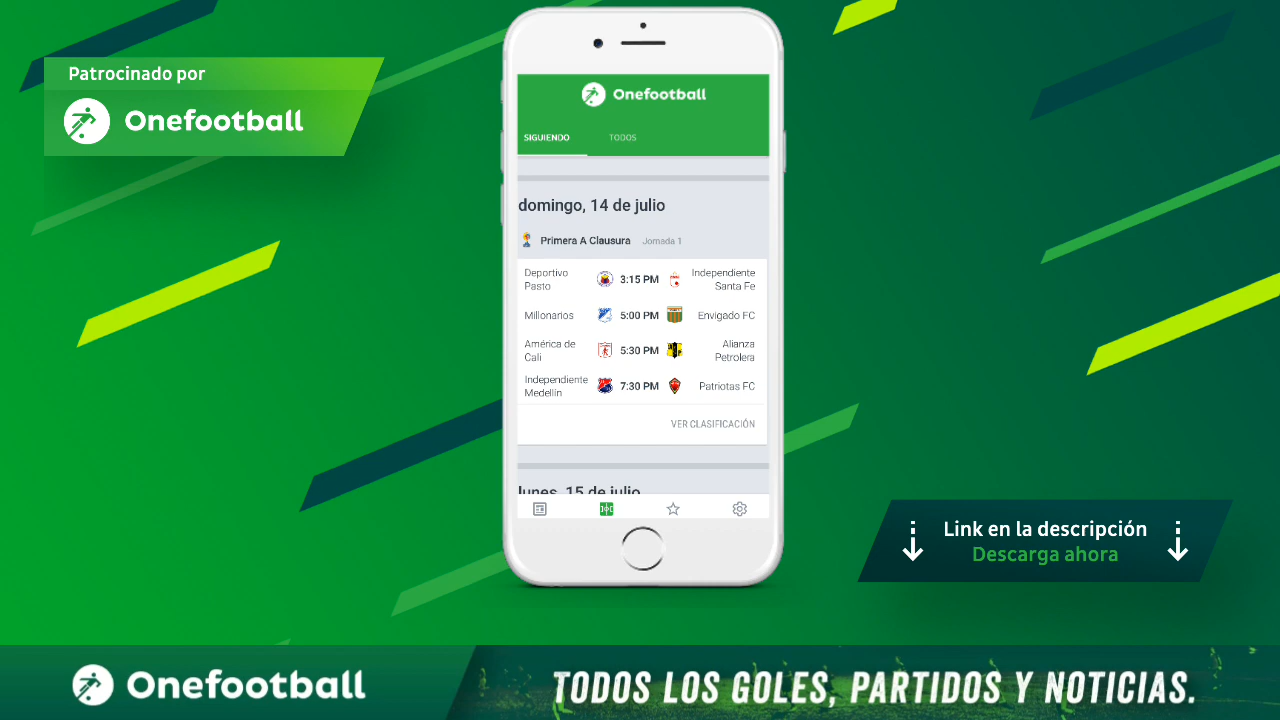 Patrocinado por
Onefootball
Onefootball
SIGUIENDO TODOS
domingo, 14 de julio
Primera A Clausura Jornada 1
Deportivo Pasto 3:15 PM Independiente Santa Fe
Millonarios 5:00 PM Envigado FC
América de Cali 5:30 PM Alianza Petrolera
Independiente Medellín 7:30 PM Patriotas FC
VER CLASIFICACIÓN
lunes, 15 de julio
Link en la descripción
Descarga ahora
Onefootball
TODOS LOS GOLES, PARTIDOS Y NOTICIAS.